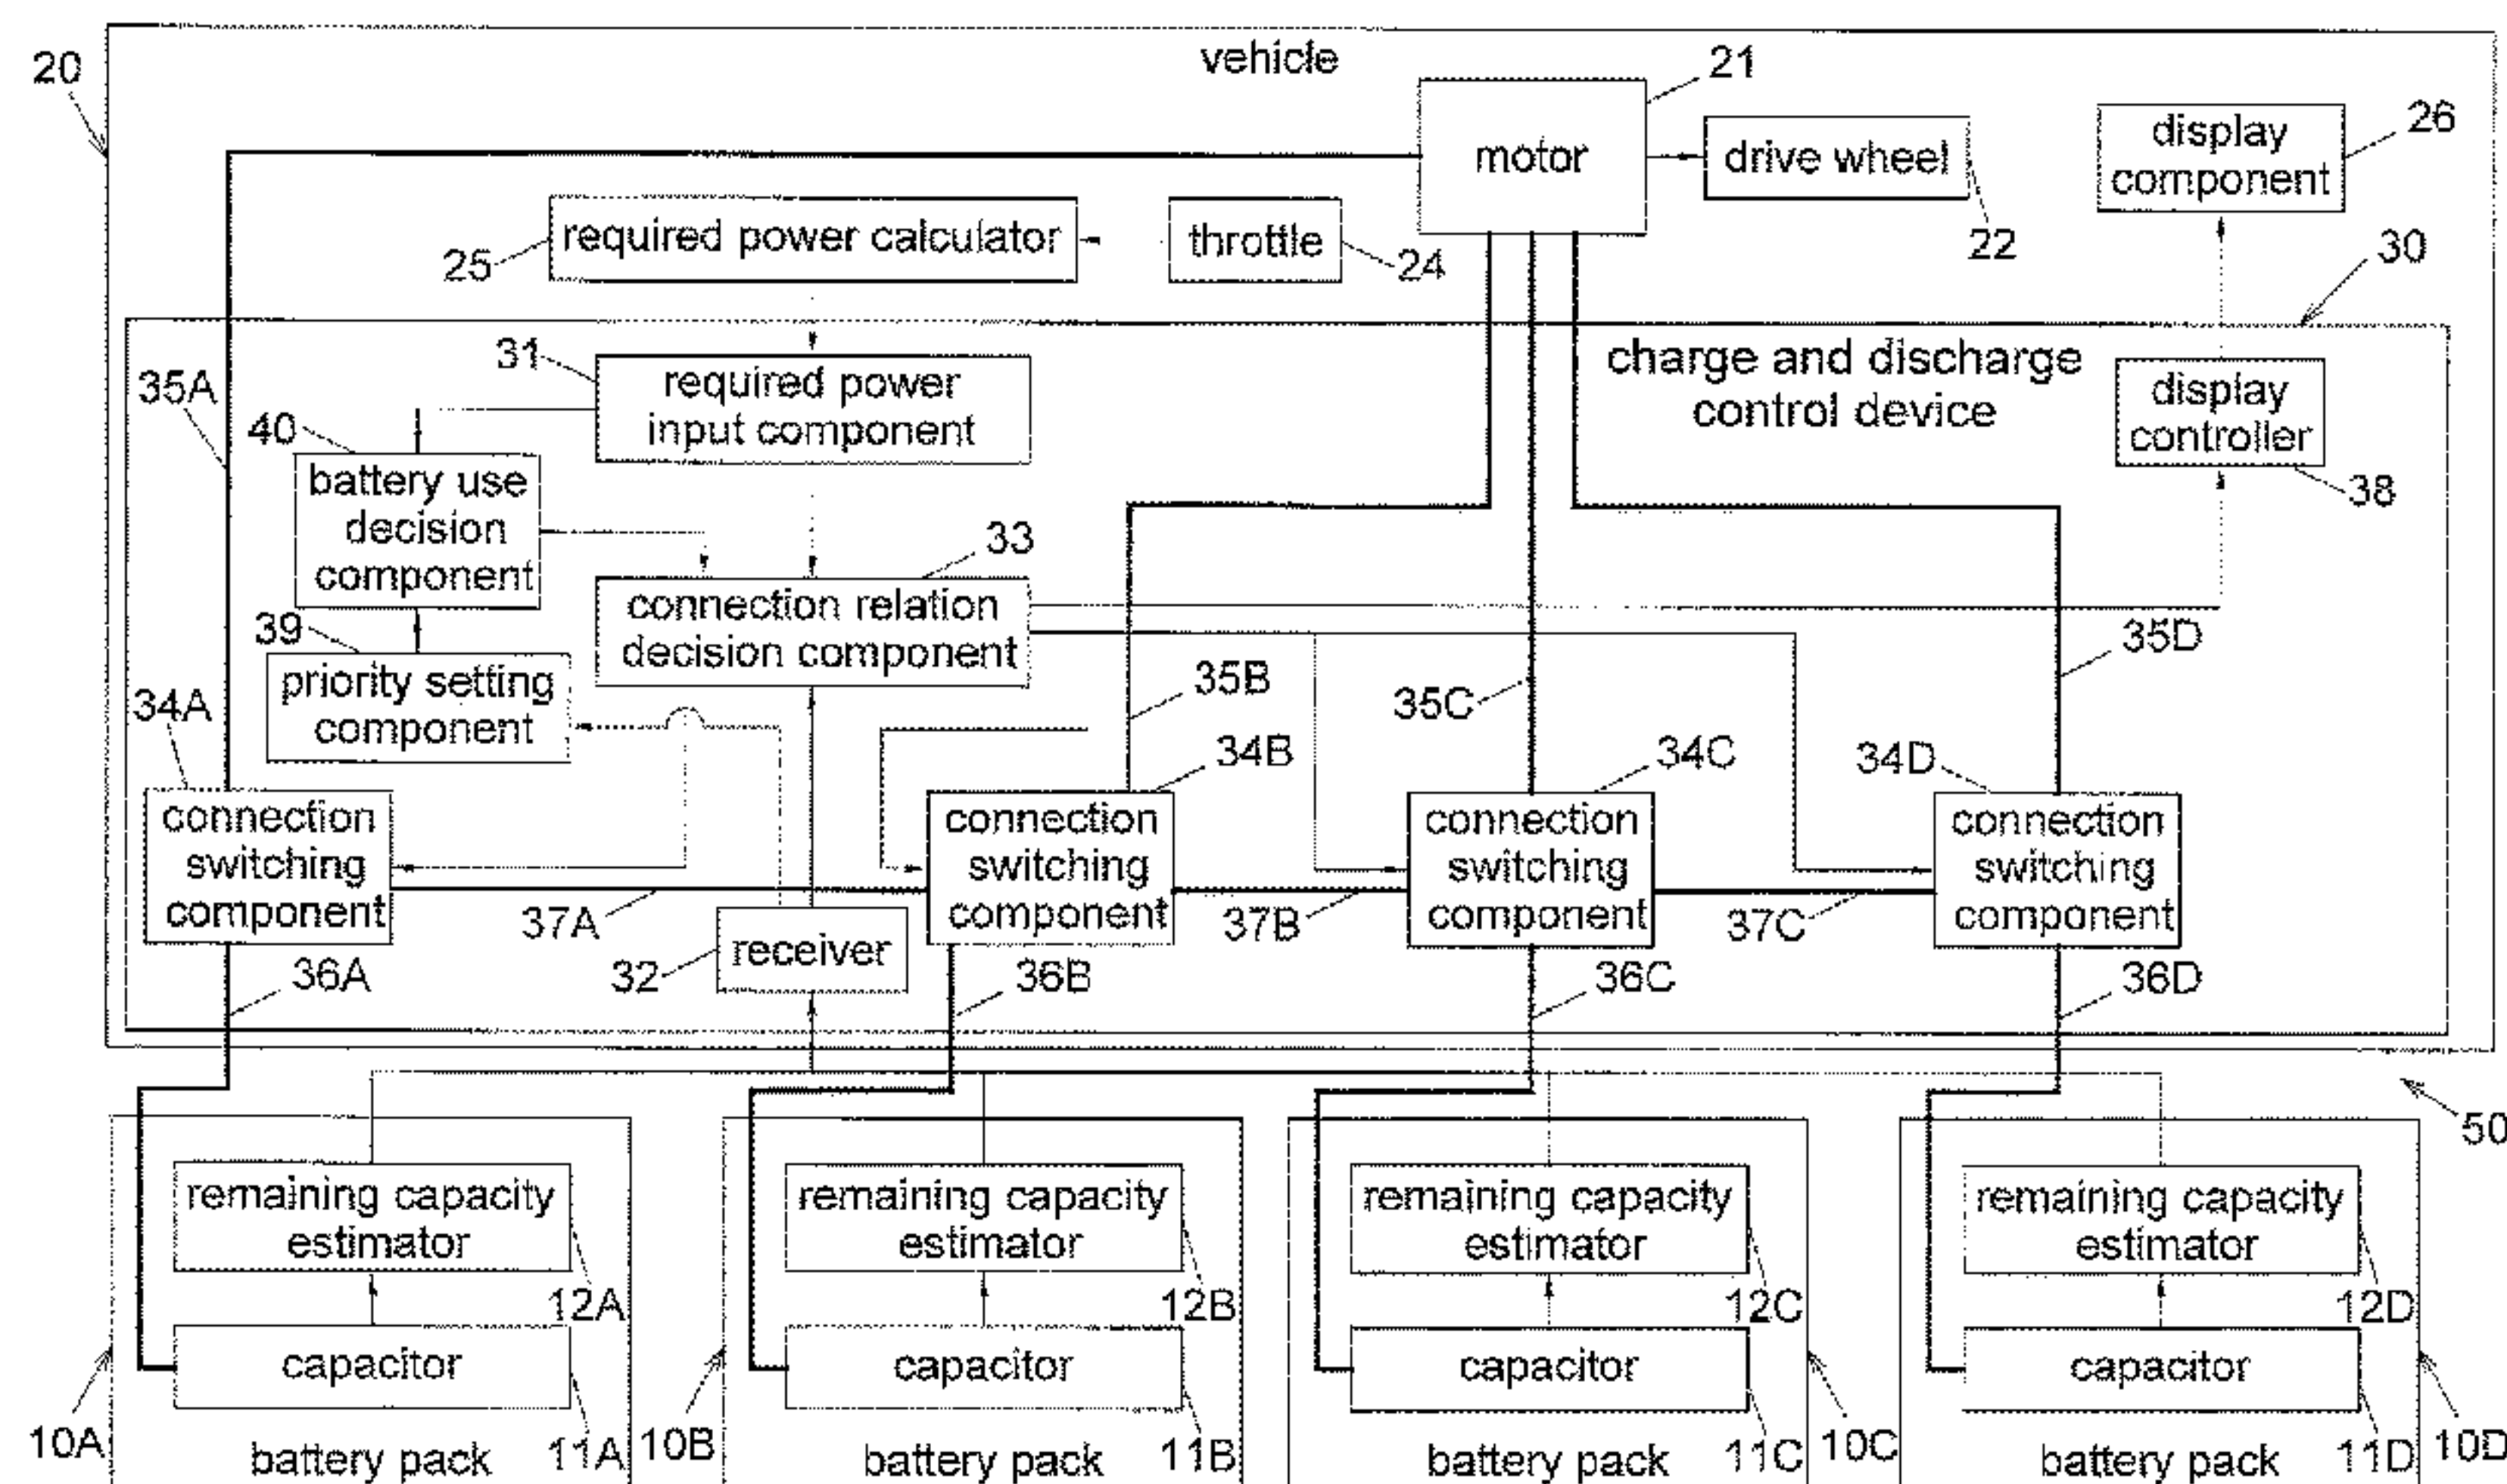 vehicle
20
21
motor
drive wheel
22
display
component
26
required power calculator
25
throttle
24
30
31
required power
input component
charge and discharge
control device
display
controller
38
35A
40
battery use
decision
component
33
connection relation
decision component
39
priority setting
component
34A
35B
35C
35D
34B
34C
34D
connection
switching
component
connection
switching
component
connection
switching
component
connection
switching
component
37A
37B
37C
receiver
32
36A
36B
36C
36D
50
remaining capacity
estimator
12A
remaining capacity
estimator
12B
remaining capacity
estimator
12C
remaining capacity
estimator
12D
capacitor
11A
capacitor
11B
capacitor
11C
capacitor
11D
10A
battery pack
10B
battery pack
battery pack
10C
battery pack
10D